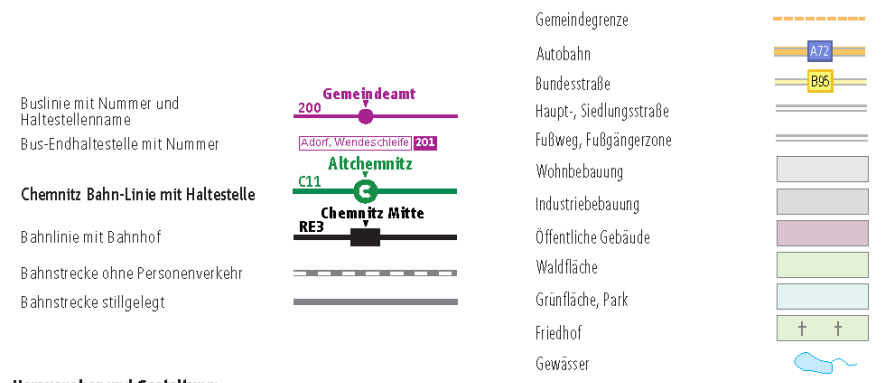 Buslinie mit Nummer und
Haltestellenname
Gemeindeamt
200
Bus-Endhaltestelle mit Nummer
Adorf, Wendeschleife 201
Chemnitz Bahn-Linie mit Haltestelle
Altchemnitz
C11
Bahnlinie mit Bahnhof
Chemnitz Mitte
RE3
Bahnstrecke ohne Personenverkehr
Bahnstrecke stillgelegt
Gemeindegrenze
Autobahn
A72
Bundesstraße
B95
Haupt-, Siedlungsstraße
Fußweg, Fußgängerzone
Wohnbebauung
Industriebebauung
Öffentliche Gebäude
Waldfläche
Grünfläche, Park
Friedhof
Gewässer